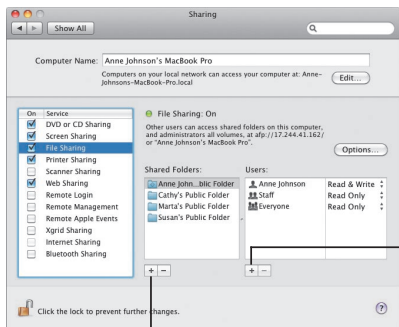 Sharing
Show All
Computer Name: Anne Johnson's MacBook Pro
Computers on your local network can access your computer at: Anne-
Johnsons-MacBook-Pro.local
Edit...
On Service
DVD or CD Sharing
Screen Sharing
File Sharing
Printer Sharing
Scanner Sharing
Web Sharing
Remote Login
Remote Management
Remote Apple Events
Xgrid Sharing
Internet Sharing
Bluetooth Sharing
File Sharing: On
Other users can access shared folders on this computer,
and administrators all volumes, at afp://17.244.41.162/
or "Anne Johnson's MacBook Pro".
Options...
Shared Folders:
Anne John...blic Folder
Cathy's Public Folder
Marta's Public Folder
Susan's Public Folder
+ −
Users:
Anne Johnson Read & Write
Staff Read Only
Everyone Read Only
+ −
Click the lock to prevent further changes.
?